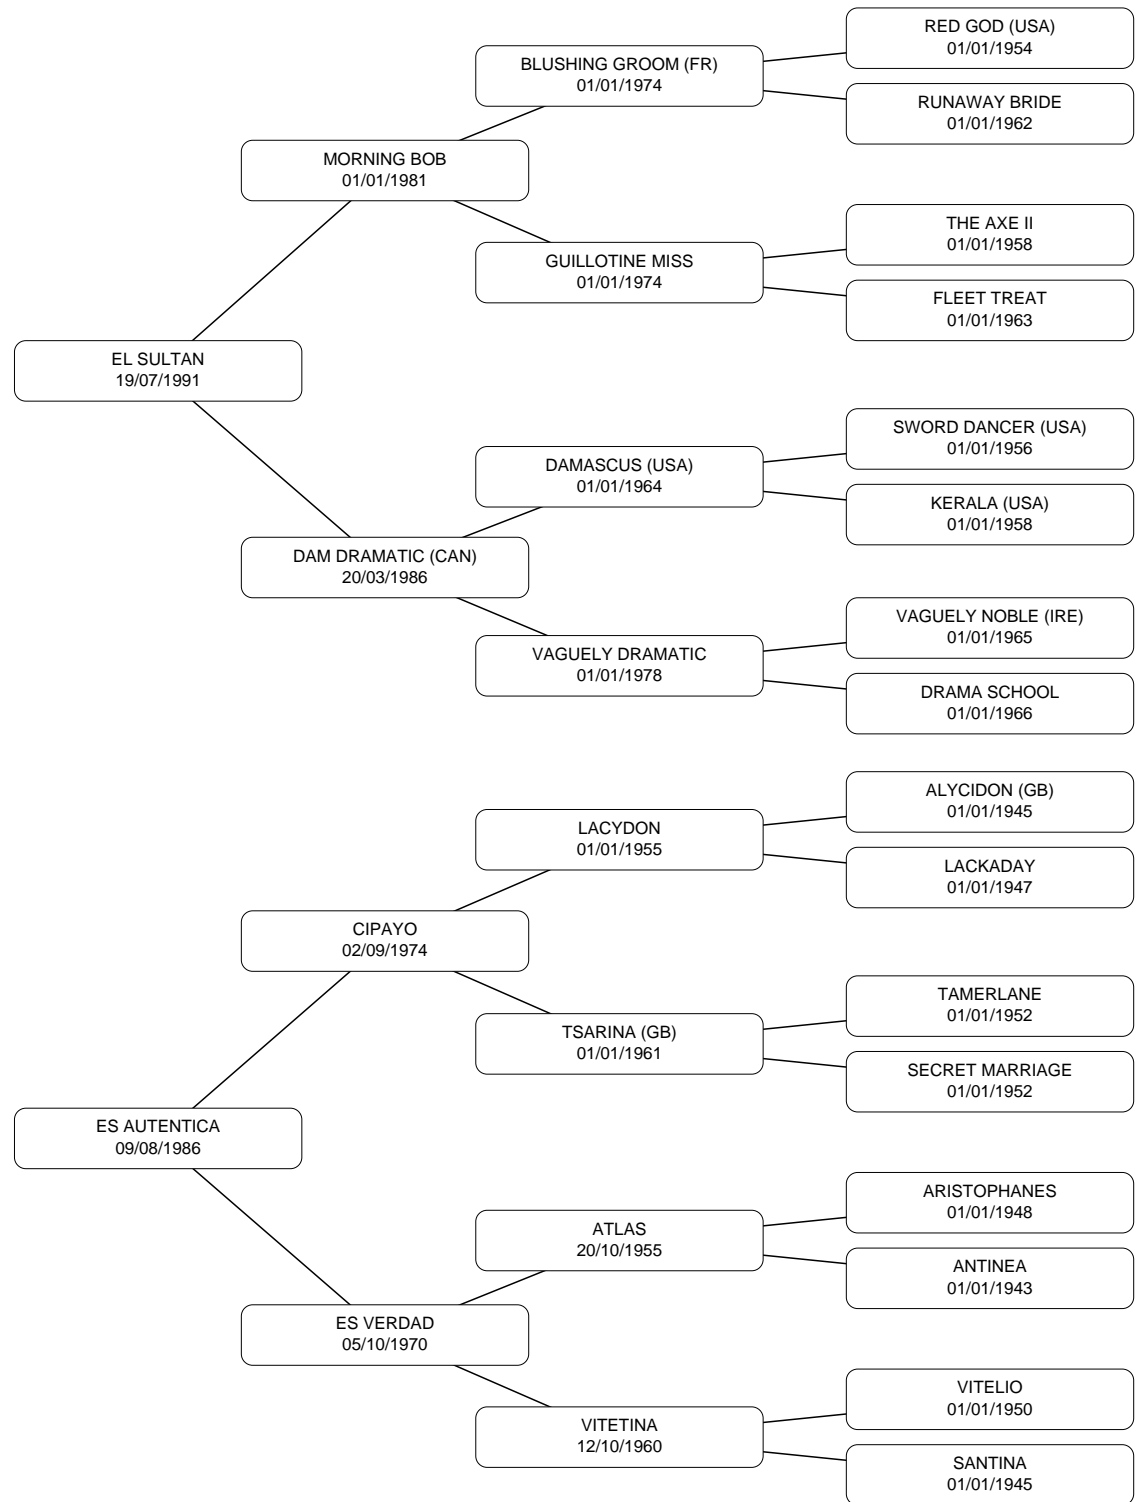 RED GOD (USA)
01/01/1954
BLUSHING GROOM (FR)
01/01/1974
RUNAWAY BRIDE
01/01/1962
MORNING BOB
01/01/1981
THE AXE II
01/01/1958
GUILLOTINE MISS
01/01/1974
FLEET TREAT
01/01/1963
EL SULTAN
19/07/1991
SWORD DANCER (USA)
01/01/1956
DAMASCUS (USA)
01/01/1964
KERALA (USA)
01/01/1958
DAM DRAMATIC (CAN)
20/03/1986
VAGUELY NOBLE (IRE)
01/01/1965
VAGUELY DRAMATIC
01/01/1978
DRAMA SCHOOL
01/01/1966
ALYCIDON (GB)
01/01/1945
LACYDON
01/01/1955
LACKADAY
01/01/1947
CIPAYO
02/09/1974
TAMERLANE
01/01/1952
TSARINA (GB)
01/01/1961
SECRET MARRIAGE
01/01/1952
ES AUTENTICA
09/08/1986
ARISTOPHANES
01/01/1948
ATLAS
20/10/1955
ANTINEA
01/01/1943
ES VERDAD
05/10/1970
VITELIO
01/01/1950
VITETINA
12/10/1960
SANTINA
01/01/1945